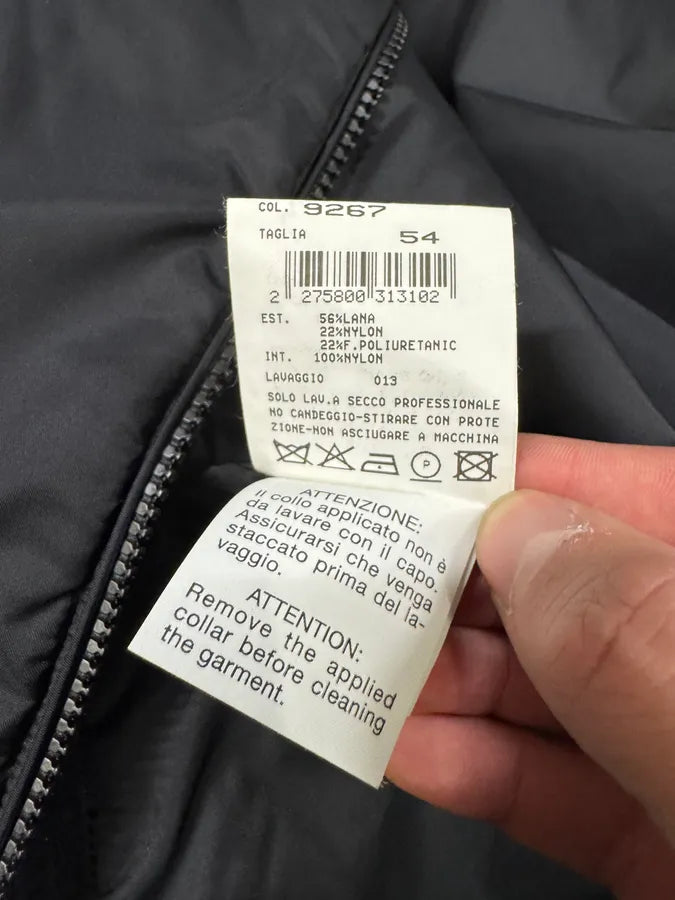 COL. 9267
TAGLIA 54
2 275800 313102
EST. 56%LANA
22%NYLON
22%F.POLIURETANIC
INT. 100%NYLON
LAVAGGIO 013
SOLO LAV.A SECCO PROFESSIONALE
NO CANDEGGIO-STIRARE CON PROTE
ZIONE-NON ASCIUGARE A MACCHINA
P
ATTENZIONE:
Il collo applicato non è
da lavare con il capo.
Assicurarsi che venga
staccato prima del la-
vaggio.
ATTENTION:
Remove the applied
collar before cleaning
the garment.